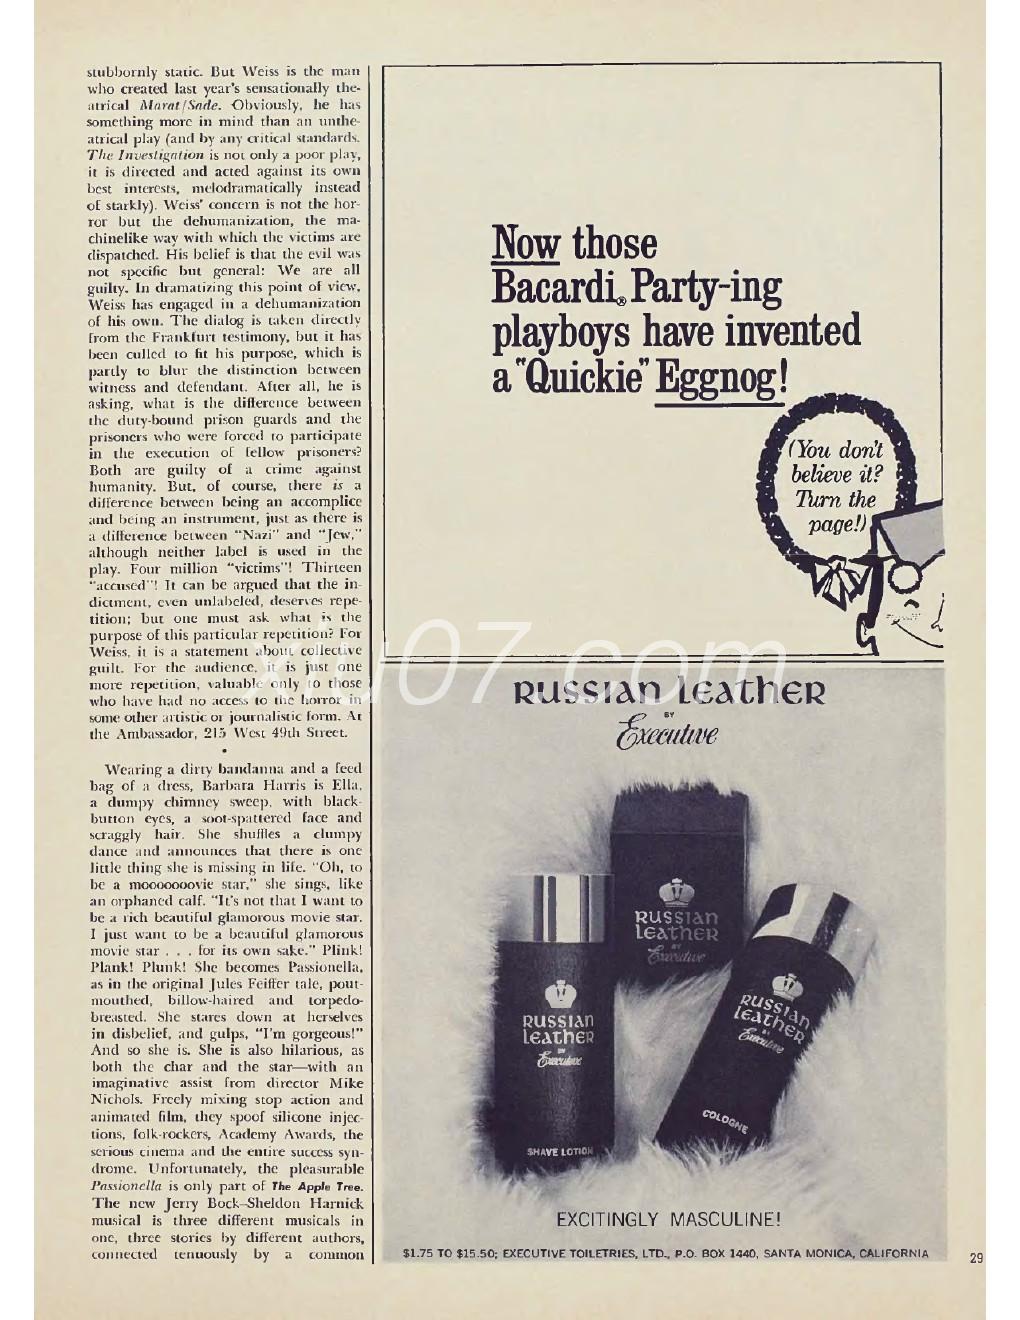 stubbornly static. But Weiss is the man
who created last year's sensationally the-
atrical Marat/Sade. Obviously, he has
something more in mind than an unthe-
atrical play (and by any critical standards,
The Investigation is not only a poor play,
it is directed and acted against its own
best interests, melodramatically instead
of starkly). Weiss' concern is not the hor-
ror but the dehumanization, the ma-
chinelike way with which the victims are
dispatched. His belief is that the evil was
not specific but general: We are all
guilty. In dramatizing this point of view,
Weiss has engaged in a dehumanization
of his own. The dialog is taken directly
from the Frankfurt testimony, but it has
been culled to fit his purpose, which is
partly to blur the distinction between
witness and defendant. After all, he is
asking, what is the difference between
the duty-bound prison guards and the
prisoners who were forced to participate
in the execution of fellow prisoners?
Both are guilty of a crime against
humanity. But, of course, there is a
difference between being an accomplice
and being an instrument, just as there is
a difference between "Nazi" and "Jew,"
although neither label is used in the
play. Four million "victims"! Thirteen
"accused"! It can be argued that the in-
dictment, even unlabeled, deserves repe-
tition; but one must ask what is the
purpose of this particular repetition? For
Weiss, it is a statement about collective
guilt. For the audience, it is just one
more repetition, valuable only to those
who have had no access to the horror in
some other artistic or journalistic form. At
the Ambassador, 215 West 49th Street.
•
Wearing a dirty bandanna and a feed
bag of a dress, Barbara Harris is Ella,
a dumpy chimney sweep, with black-
button eyes, a soot-spattered face and
scraggly hair. She shuffles a clumpy
dance and announces that there is one
little thing she is missing in life. "Oh, to
be a mooooooovie star," she sings, like
an orphaned calf. "It's not that I want to
be a rich beautiful glamorous movie star.
I just want to be a beautiful glamorous
movie star . . . for its own sake." Plink!
Plank! Plunk! She becomes Passionella,
as in the original Jules Feiffer tale, pout-
mouthed, billow-haired and torpedo-
breasted. She stares down at herselves
in disbelief, and gulps, "I'm gorgeous!"
And so she is. She is also hilarious, as
both the char and the star—with an
imaginative assist from director Mike
Nichols. Freely mixing stop action and
animated film, they spoof silicone injec-
tions, folk-rockers, Academy Awards, the
serious cinema and the entire success syn-
drome. Unfortunately, the pleasurable
Passionella is only part of The Apple Tree.
The new Jerry Bock–Sheldon Harnick
musical is three different musicals in
one, three stories by different authors,
connected tenuously by a common
Now those
Bacardi® Party-ing
playboys have invented
a "Quickie" Eggnog!
(You don't
believe it?
Turn the
page!)
xiu07.com
RUSSIAN LEATHER
BY
Executive
RUSSIAN
LEATHER
BY
Executive
RUSSIAN
LEATHER
BY
Executive
SHAVE LOTION
RUSSIAN
LEATHER
BY
Executive
COLOGNE
EXCITINGLY MASCULINE!
$1.75 TO $15.50; EXECUTIVE TOILETRIES, LTD., P.O. BOX 1440, SANTA MONICA, CALIFORNIA
29